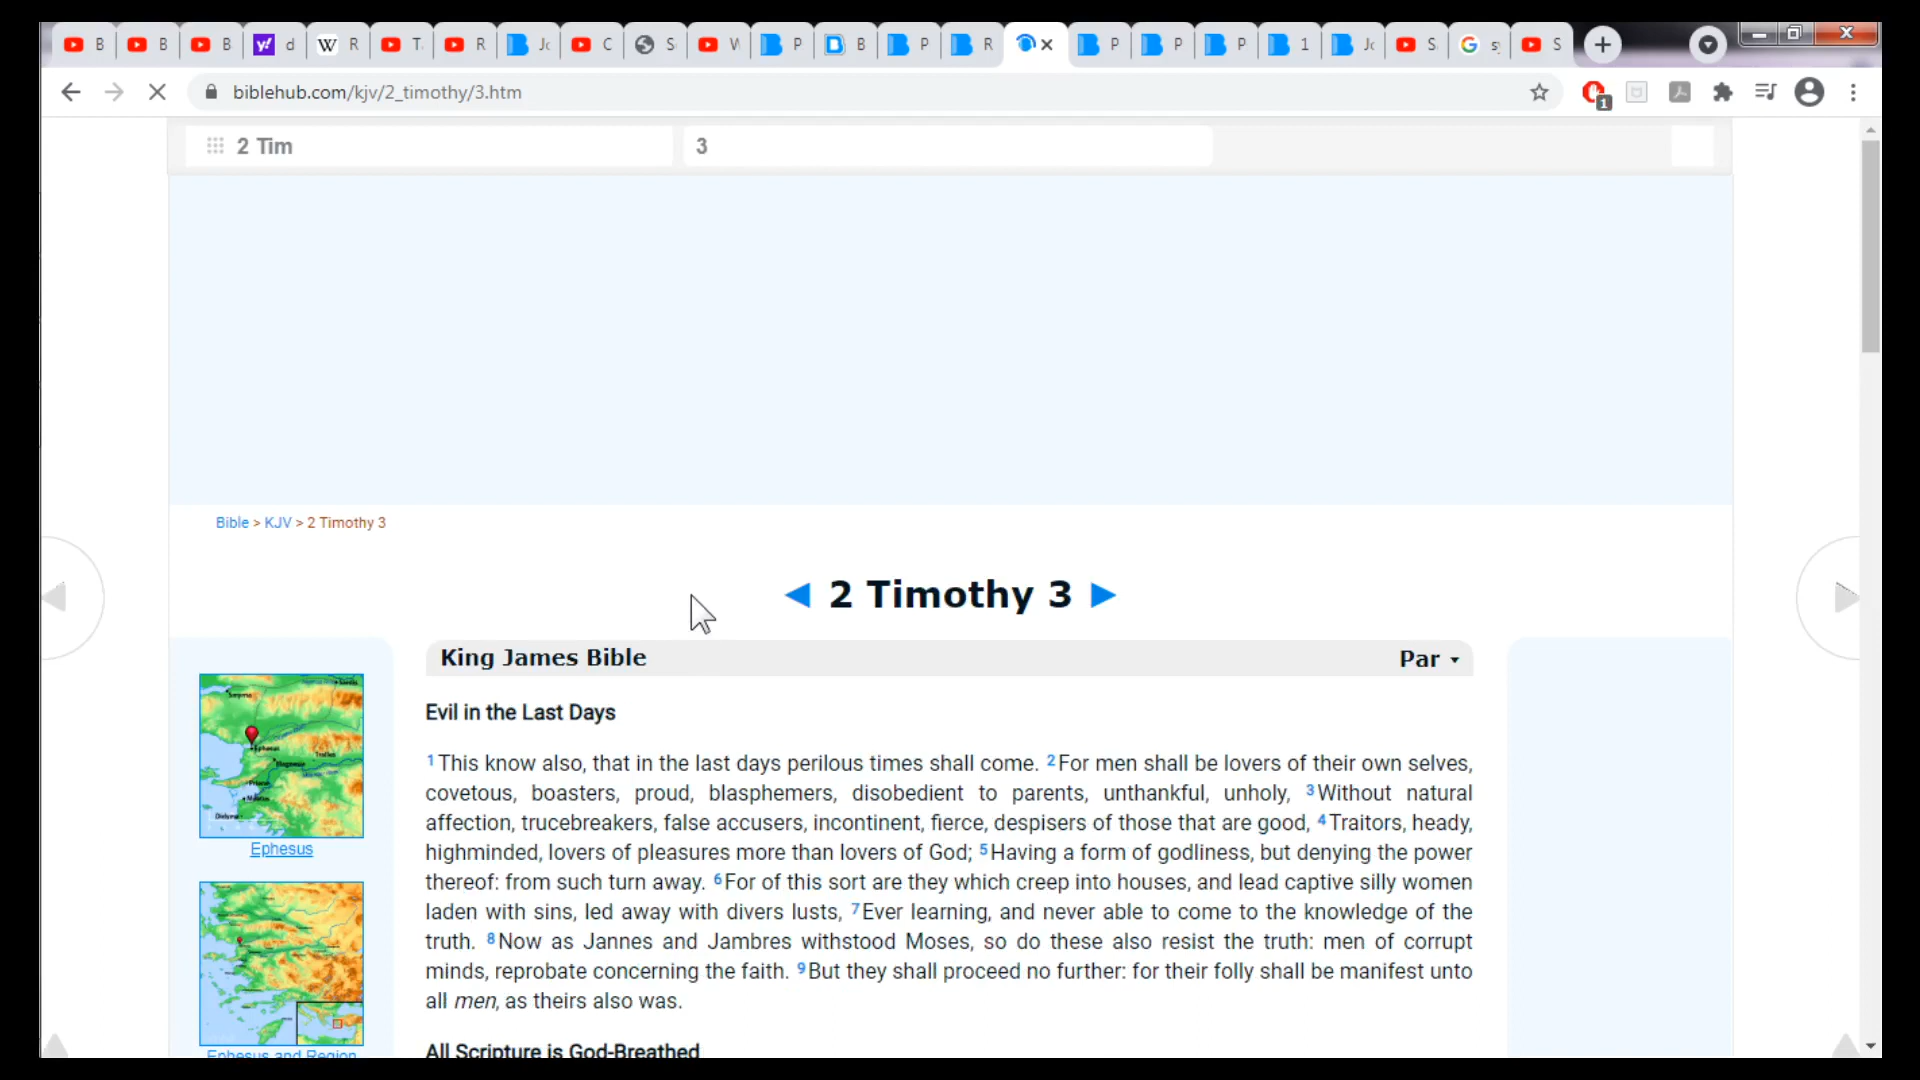 B B B y! d W R T R Jc C S V P B P R P P P 1 Jc S G s S
biblehub.com/kjv/2_timothy/3.htm
1
2 Tim 3
Bible > KJV > 2 Timothy 3
2 Timothy 3
King James Bible Par
Evil in the Last Days
1 This know also, that in the last days perilous times shall come. 2 For men shall be lovers of their own selves,
covetous, boasters, proud, blasphemers, disobedient to parents, unthankful, unholy, 3 Without natural
affection, trucebreakers, false accusers, incontinent, fierce, despisers of those that are good, 4 Traitors, heady,
highminded, lovers of pleasures more than lovers of God; 5 Having a form of godliness, but denying the power
thereof: from such turn away. 6 For of this sort are they which creep into houses, and lead captive silly women
laden with sins, led away with divers lusts, 7 Ever learning, and never able to come to the knowledge of the
truth. 8 Now as Jannes and Jambres withstood Moses, so do these also resist the truth: men of corrupt
minds, reprobate concerning the faith. 9 But they shall proceed no further: for their folly shall be manifest unto
all men, as theirs also was.
All Scripture is God-Breathed
Smyrna
Ephesus
Ephesus
Ephesus and Region